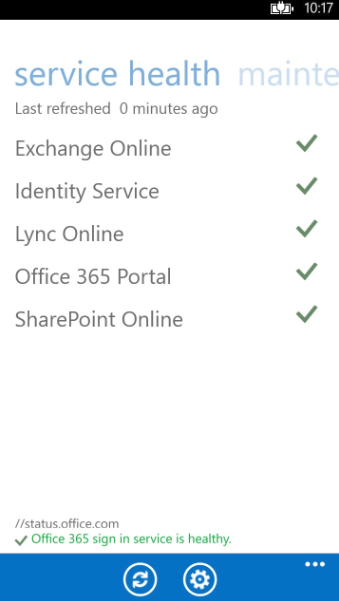 10:17
service health mainte
Last refreshed 0 minutes ago
Exchange Online
Identity Service
Lync Online
Office 365 Portal
SharePoint Online
//status.office.com
Office 365 sign in service is healthy.